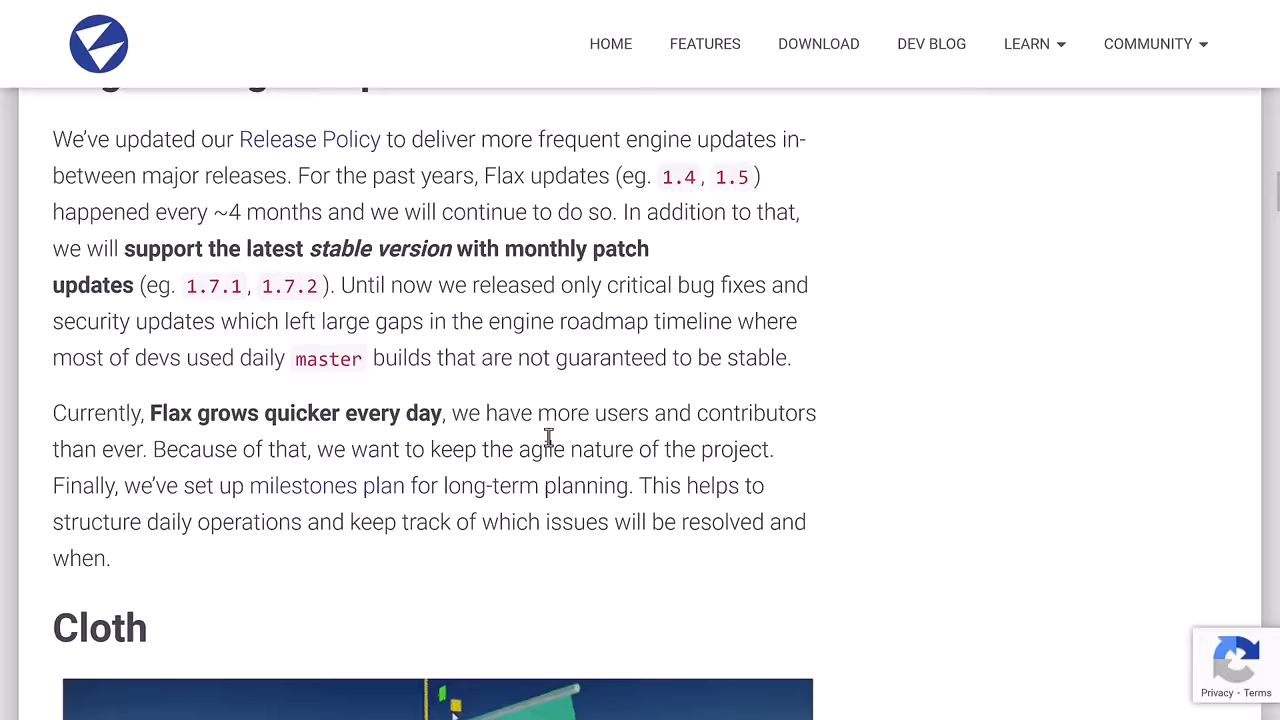 HOME FEATURES DOWNLOAD DEV BLOG LEARN COMMUNITY
We've updated our Release Policy to deliver more frequent engine updates in-
between major releases. For the past years, Flax updates (eg. 1.4, 1.5)
happened every ~4 months and we will continue to do so. In addition to that,
we will support the latest stable version with monthly patch
updates (eg. 1.7.1, 1.7.2). Until now we released only critical bug fixes and
security updates which left large gaps in the engine roadmap timeline where
most of devs used daily master builds that are not guaranteed to be stable.
Currently, Flax grows quicker every day, we have more users and contributors
than ever. Because of that, we want to keep the agile nature of the project.
Finally, we've set up milestones plan for long-term planning. This helps to
structure daily operations and keep track of which issues will be resolved and
when.
Cloth
Privacy - Terms